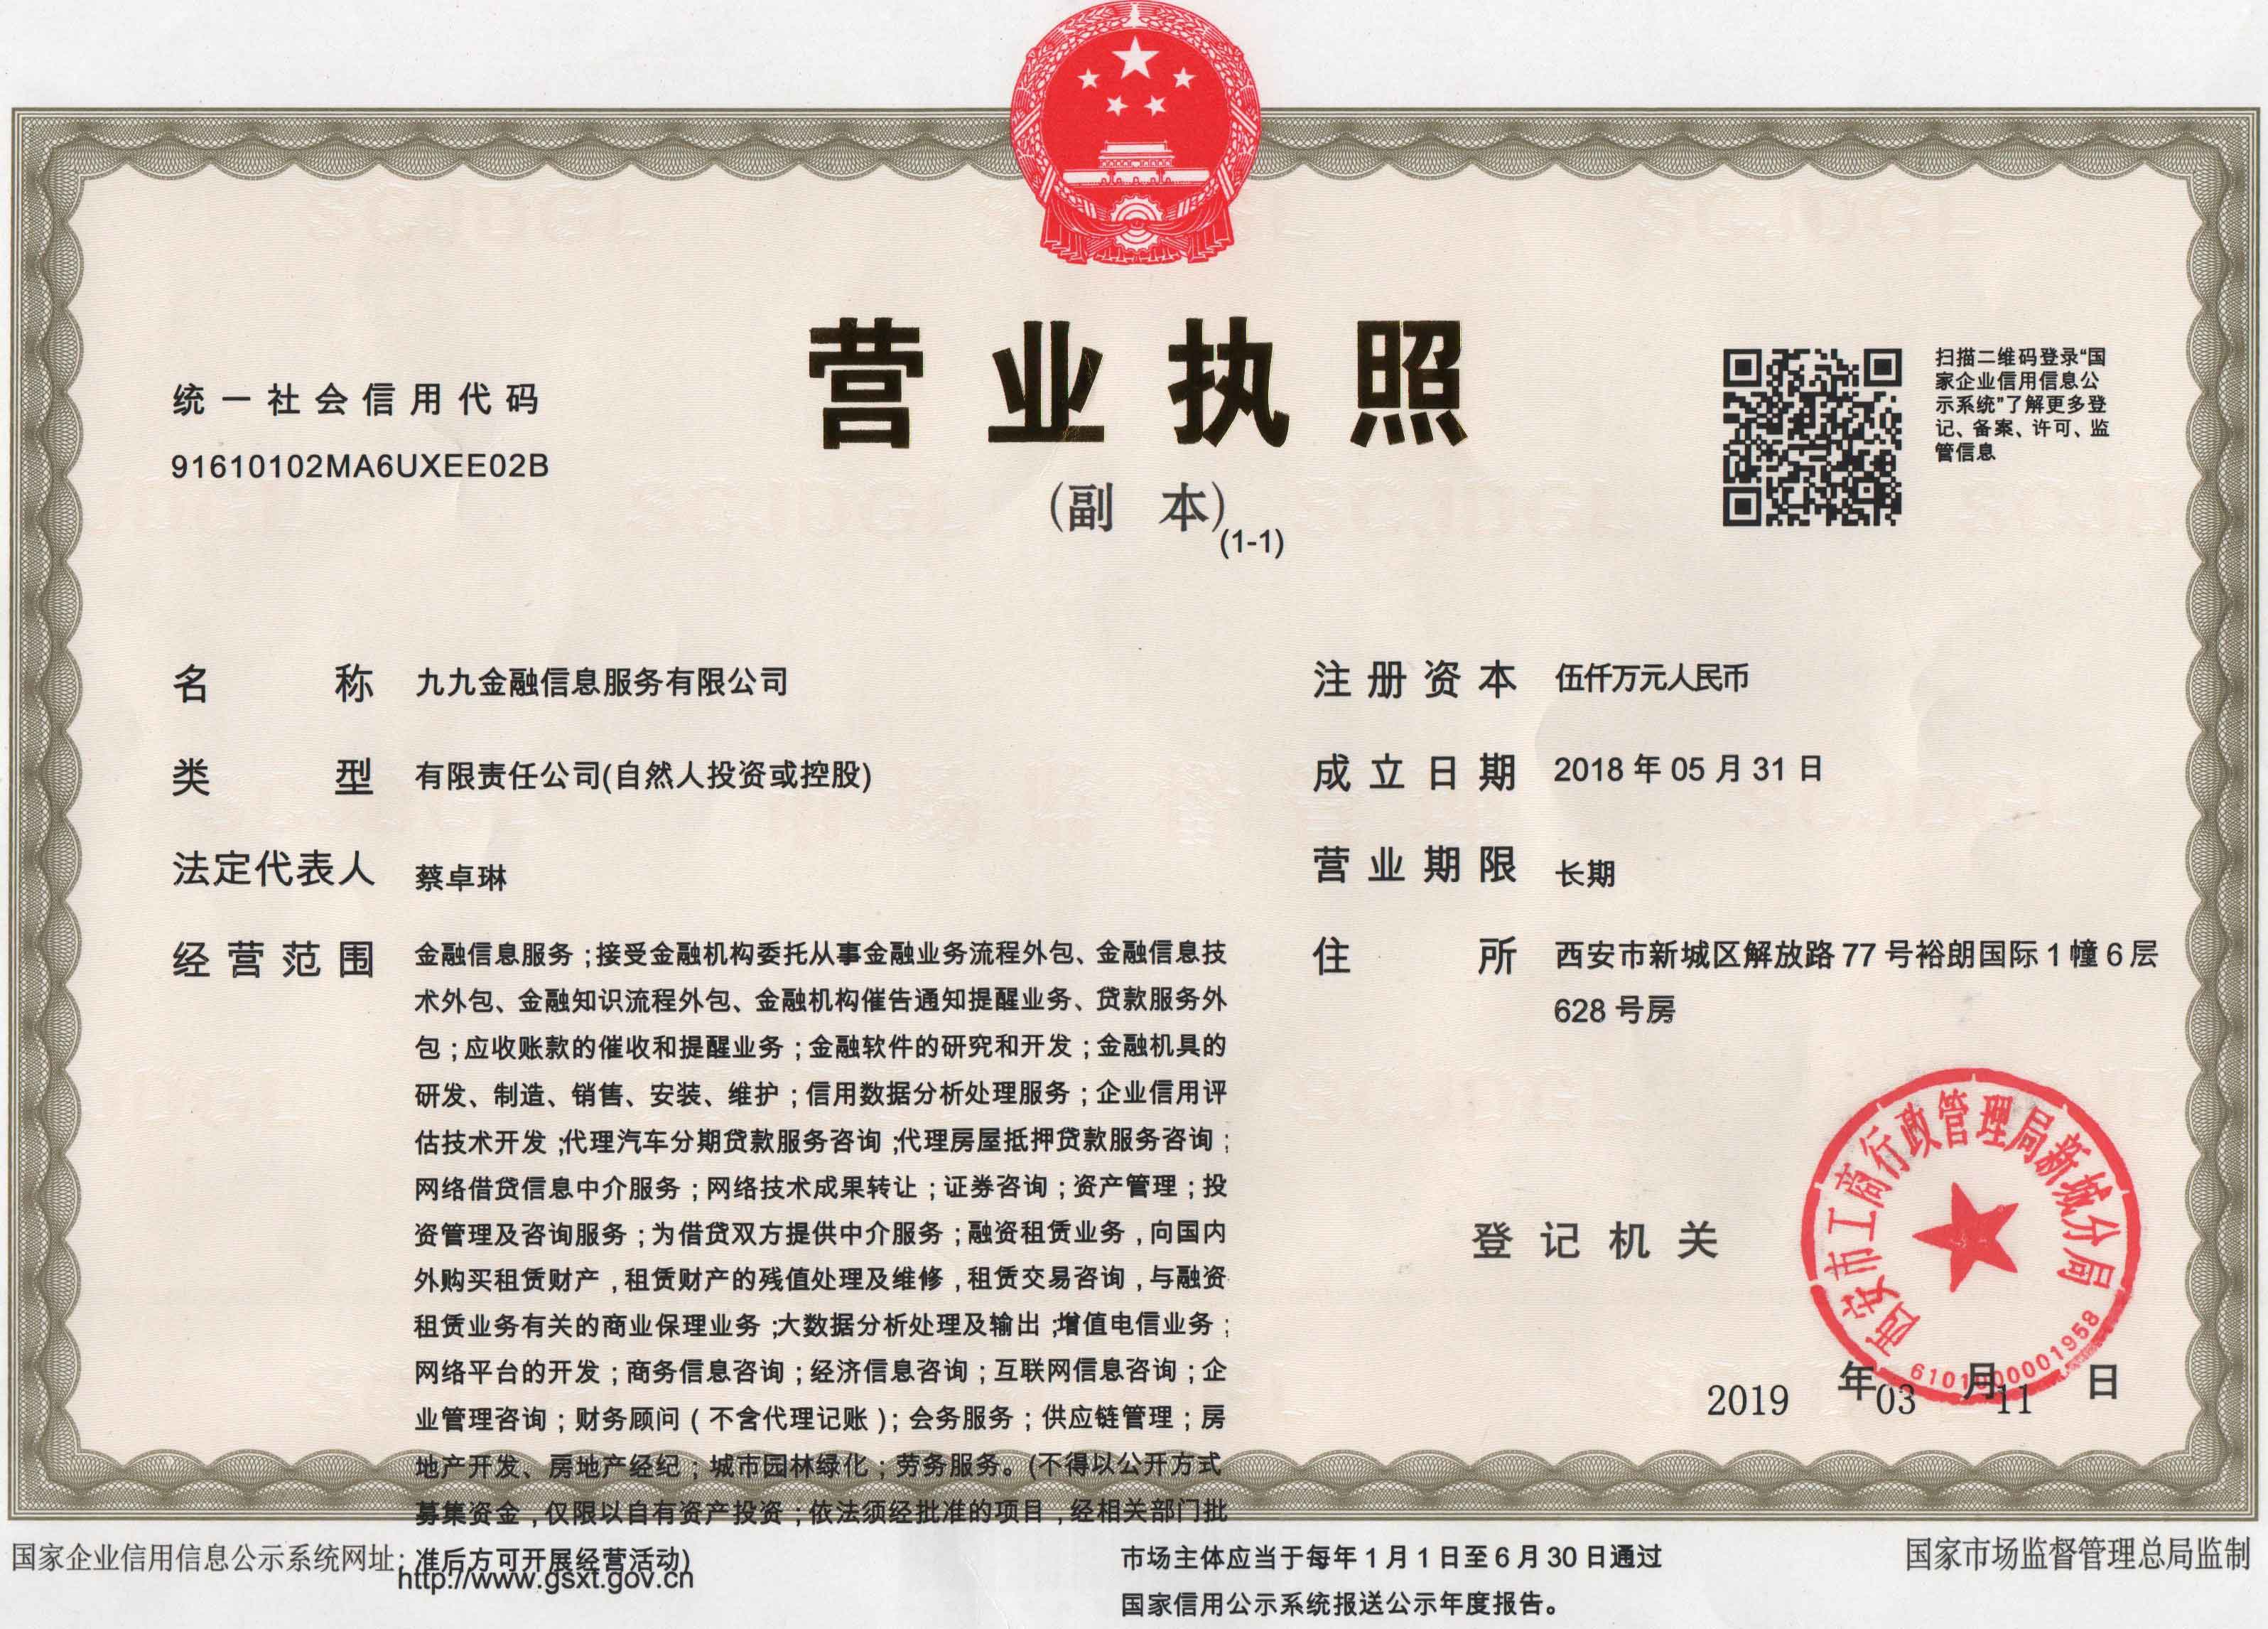 营业执照
(副 本)
(1-1)
统一社会信用代码
91610102MA6UXEE02B
扫描二维码登录“国
家企业信用信息公
示系统”了解更多登
记、备案、许可、监
管信息
名 称 九九金融信息服务有限公司
类 型 有限责任公司(自然人投资或控股)
法定代表人 蔡卓琳
经营范围 金融信息服务;接受金融机构委托从事金融业务流程外包、金融信息技
术外包、金融知识流程外包、金融机构催告通知提醒业务、贷款服务外
包;应收账款的催收和提醒业务;金融软件的研究和开发;金融机具的
研发、制造、销售、安装、维护;信用数据分析处理服务;企业信用评
估技术开发;代理汽车分期贷款服务咨询;代理房屋抵押贷款服务咨询;
网络借贷信息中介服务;网络技术成果转让;证券咨询;资产管理;投
资管理及咨询服务;为借贷双方提供中介服务;融资租赁业务,向国内
外购买租赁财产,租赁财产的残值处理及维修,租赁交易咨询,与融资
租赁业务有关的商业保理业务;大数据分析处理及输出;增值电信业务;
网络平台的开发;商务信息咨询;经济信息咨询;互联网信息咨询;企
业管理咨询;财务顾问(不含代理记账);会务服务;供应链管理;房
地产开发、房地产经纪;城市园林绿化;劳务服务。(不得以公开方式
募集资金,仅限以自有资产投资;依法须经批准的项目,经相关部门批
准后方可开展经营活动)
注册资本 伍仟万元人民币
成立日期 2018年05月31日
营业期限 长期
住 所 西安市新城区解放路77号裕朗国际1幢6层
628号房
登记机关
西安市工商行政管理局新城分局
6101000001958
2019年03月11日
国家企业信用信息公示系统网址:
http://www.gsxt.gov.cn
市场主体应当于每年1月1日至6月30日通过
国家信用公示系统报送公示年度报告。
国家市场监督管理总局监制